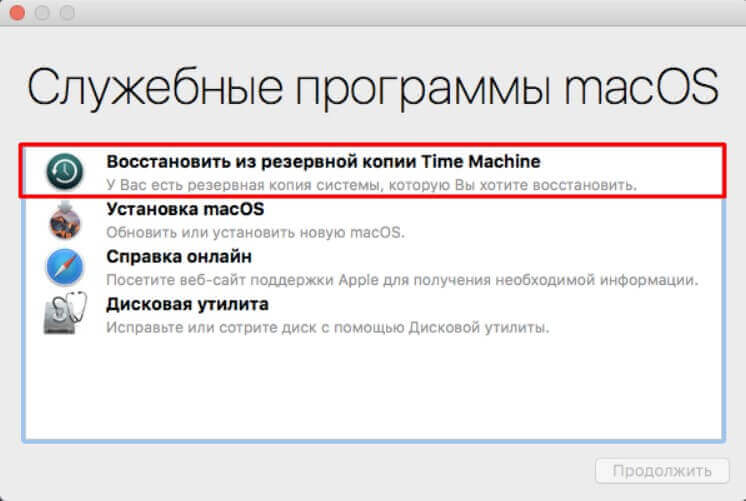 Служебные программы macOS
Восстановить из резервной копии Time Machine
У Вас есть резервная копия системы, которую Вы хотите восстановить.
Установка macOS
Обновить или установить новую macOS.
Справка онлайн
Посетите веб-сайт поддержки Apple для получения необходимой информации.
Дисковая утилита
Исправьте или сотрите диск с помощью Дисковой утилиты.
Продолжить